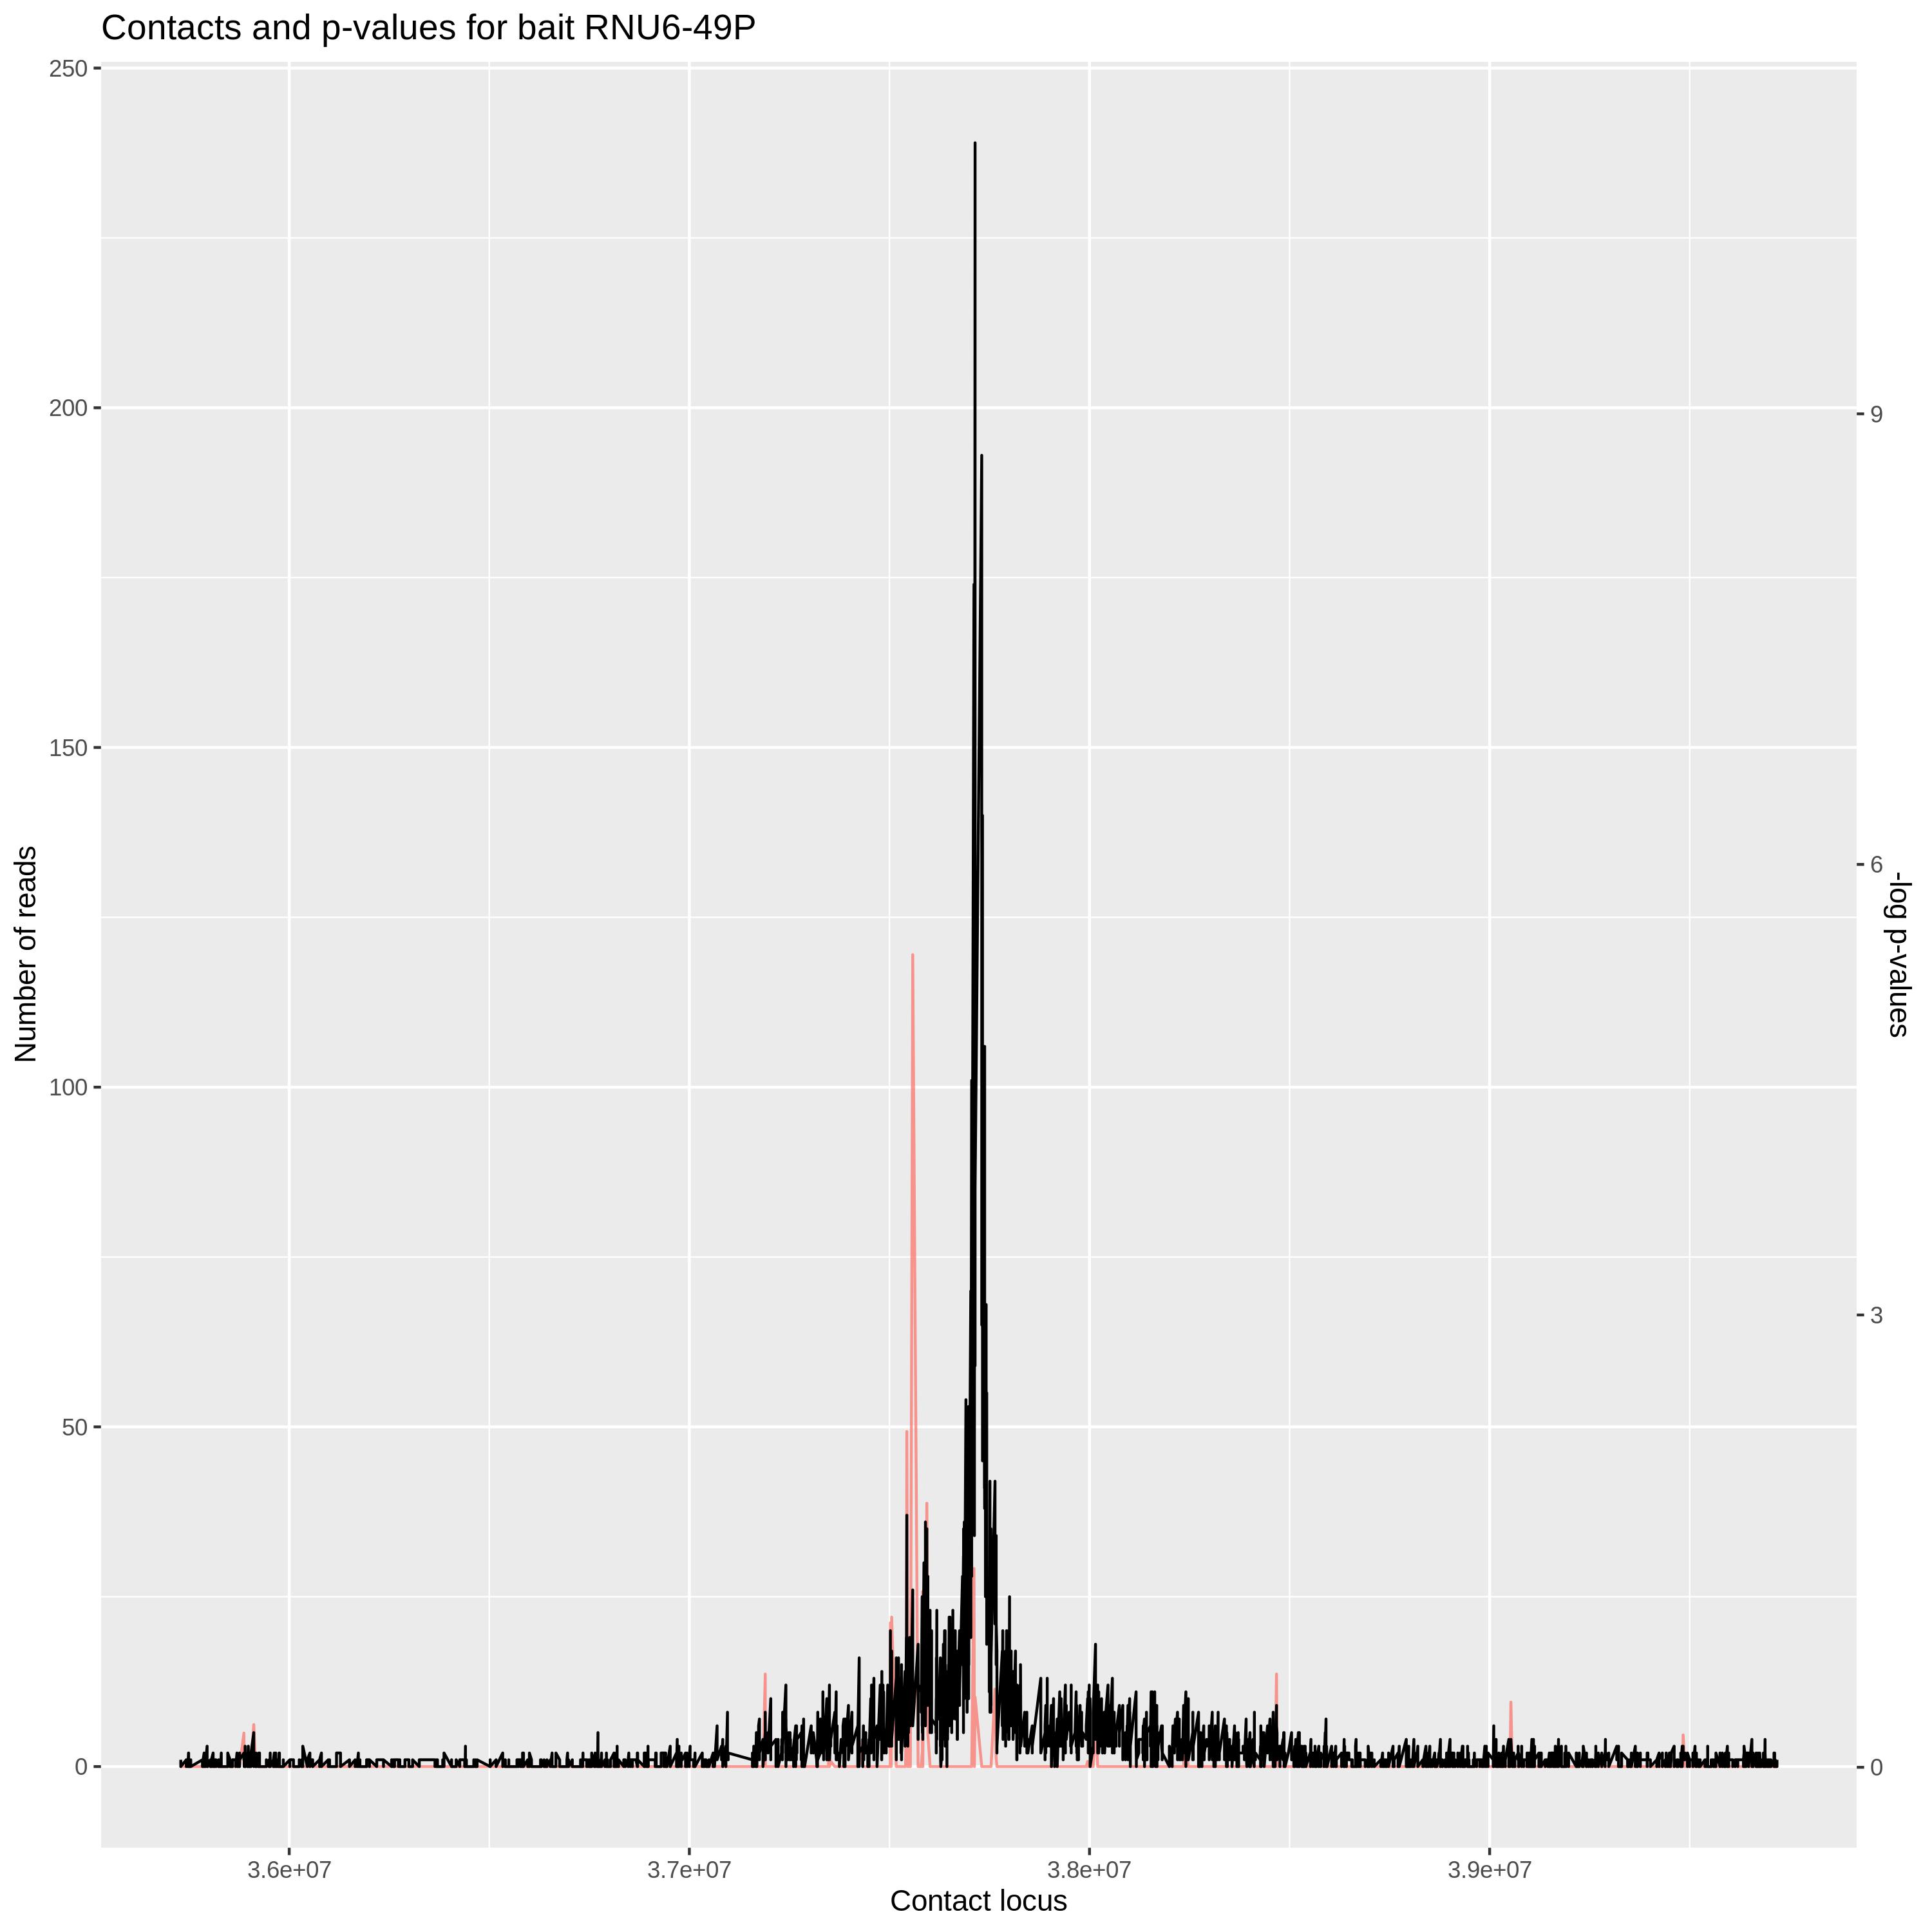 Contacts and p-values for bait RNU6-49P
250
200
150
100
50
0
Number of reads
9
6
3
0
-log p-values
3.6e+07
3.7e+07
3.8e+07
3.9e+07
Contact locus